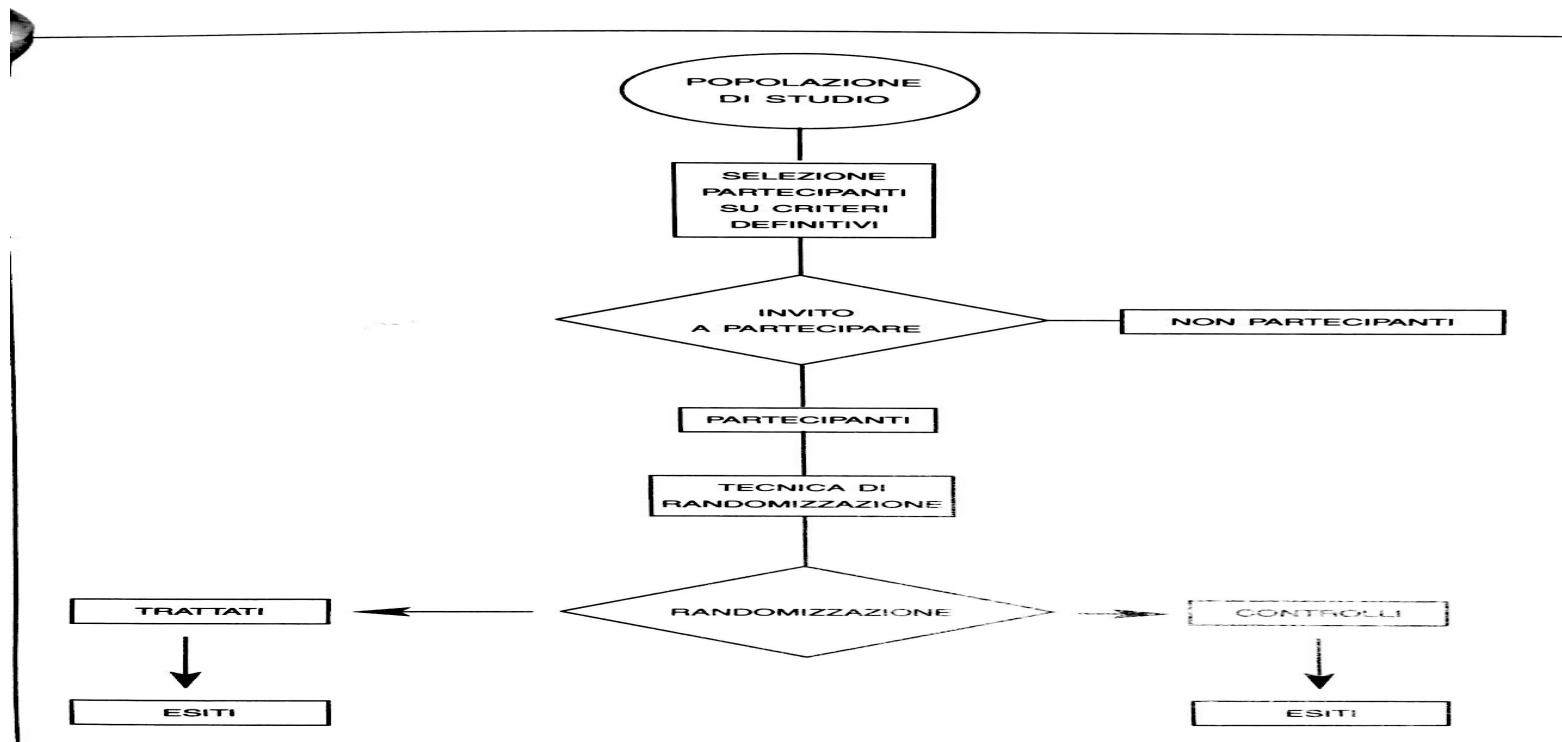 POPOLAZIONE
DI STUDIO
SELEZIONE
PARTECIPANTI
SU CRITERI
DEFINITIVI
INVITO
A PARTECIPARE
NON PARTECIPANTI
PARTECIPANTI
TECNICA DI
RANDOMIZZAZIONE
TRATTATI
RANDOMIZZAZIONE
CONTROLLI
ESITI
ESITI